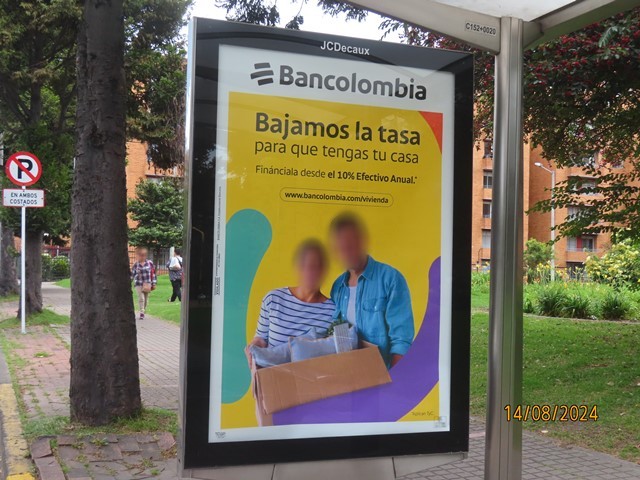 C152+0020
JCDecaux
Bancolombia
Bajamos la tasa
para que tengas tu casa
Finánciala desde el 10% Efectivo Anual.*
www.bancolombia.com/vivienda
EN AMBOS
COSTADOS
14/08/2024